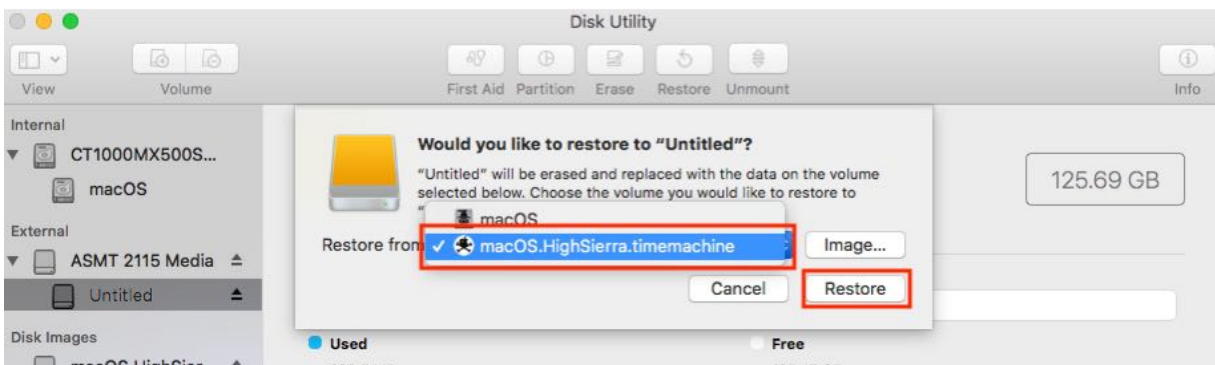 Disk Utility
View
Volume
First Aid
Partition
Erase
Restore
Unmount
Info
Internal
CT1000MX500S...
macOS
External
ASMT 2115 Media
Untitled
Disk Images
Would you like to restore to “Untitled”?
“Untitled” will be erased and replaced with the data on the volume
selected below. Choose the volume you would like to restore to
macOS
Restore from
macOS.HighSierra.timemachine
Image...
Cancel
Restore
125.69 GB
Used
Free